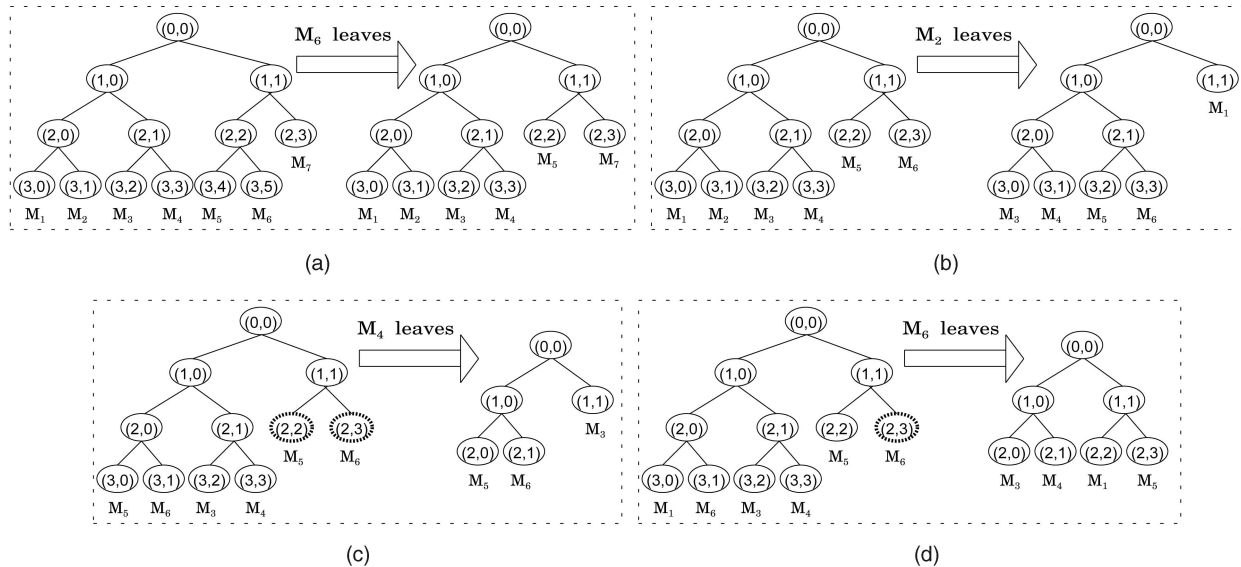 (0,0) M₆ leaves (0,0)
(1,0) (1,1) (1,0) (1,1)
(2,0) (2,1) (2,2) (2,3) (2,0) (2,1) (2,2) (2,3)
M₇ M₅ M₇
(3,0) (3,1) (3,2) (3,3) (3,4) (3,5) (3,0) (3,1) (3,2) (3,3)
M₁ M₂ M₃ M₄ M₅ M₆ M₁ M₂ M₃ M₄
(a)
(0,0) M₂ leaves (0,0)
(1,0) (1,1) (1,0) (1,1)
M₁
(2,0) (2,1) (2,2) (2,3) (2,0) (2,1)
M₅ M₆
(3,0) (3,1) (3,2) (3,3) (3,0) (3,1) (3,2) (3,3)
M₁ M₂ M₃ M₄ M₃ M₄ M₅ M₆
(b)
(0,0) M₄ leaves (0,0)
(1,0) (1,1) (1,0) (1,1)
M₃
(2,0) (2,1) (2,2) (2,3) (2,0) (2,1)
M₅ M₆ M₅ M₆
(3,0) (3,1) (3,2) (3,3)
M₅ M₆ M₃ M₄
(c)
(0,0) M₆ leaves (0,0)
(1,0) (1,1) (1,0) (1,1)
(2,0) (2,1) (2,2) (2,3) (2,0) (2,1) (2,2) (2,3)
M₅ M₆ M₃ M₄ M₁ M₅
(3,0) (3,1) (3,2) (3,3)
M₁ M₆ M₃ M₄
(d)